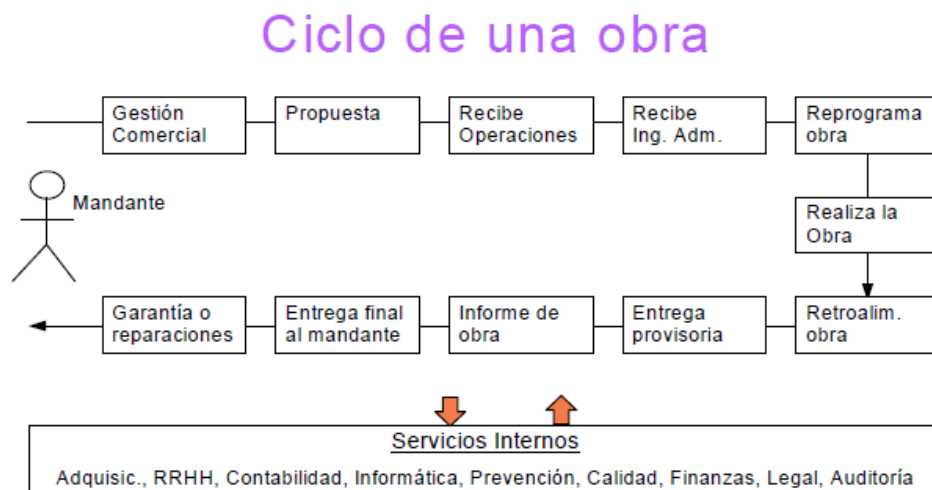 Ciclo de una obra
Gestión
Comercial
Propuesta
Recibe
Operaciones
Recibe
Ing. Adm.
Reprograma
obra
Mandante
Realiza la
Obra
Garantía o
reparaciones
Entrega final
al mandante
Informe de
obra
Entrega
provisoria
Retroalim.
obra
Servicios Internos
Adquisic., RRHH, Contabilidad, Informática, Prevención, Calidad, Finanzas, Legal, Auditoría